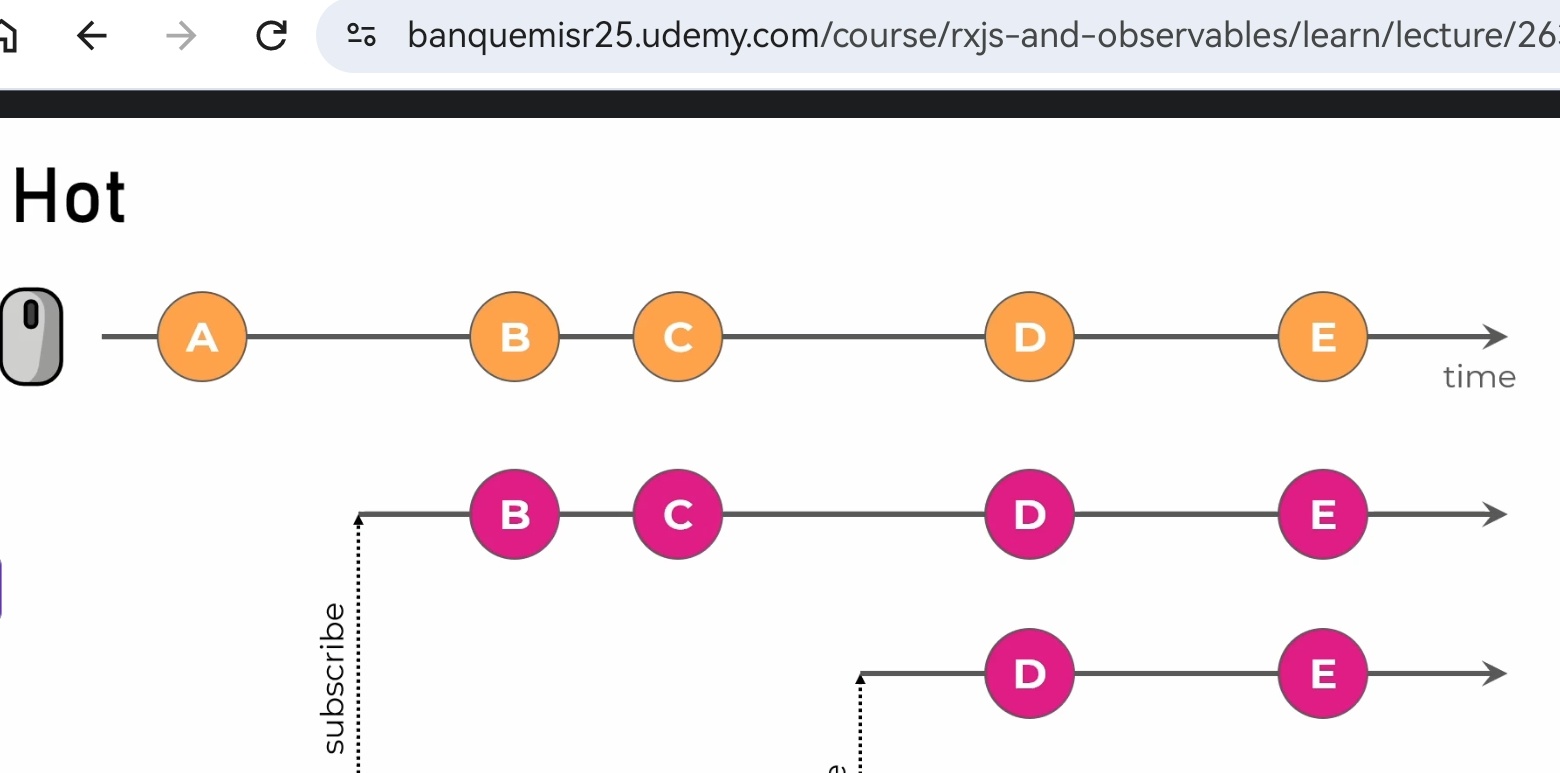 banquemisr25.udemy.com/course/rxjs-and-observables/learn/lecture/26
Hot
A B C D E
time
B C D E
subscribe
D E